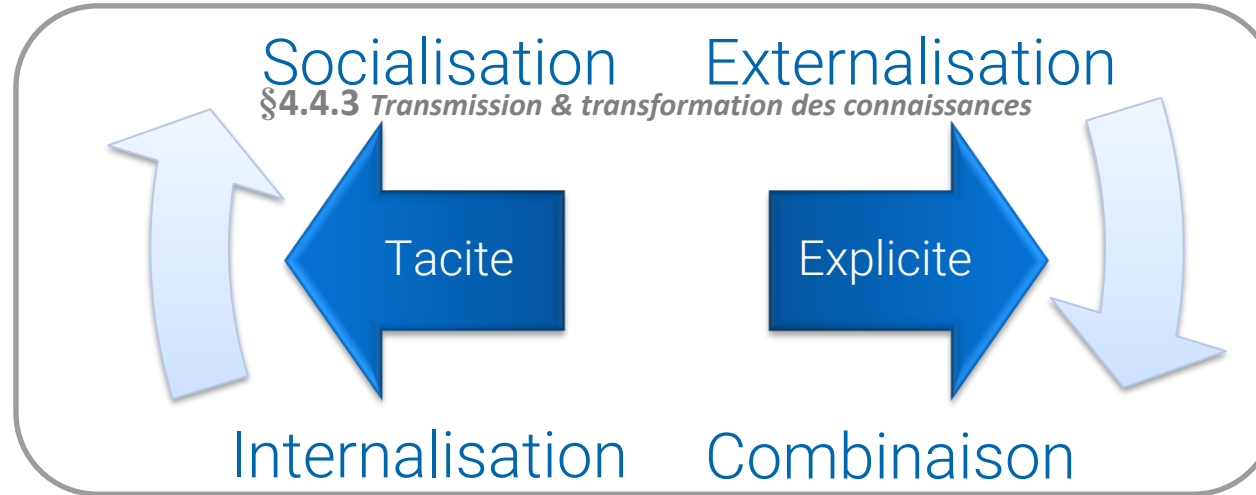 Socialisation Externalisation
§4.4.3 Transmission & transformation des connaissances
Tacite Explicite
Internalisation Combinaison